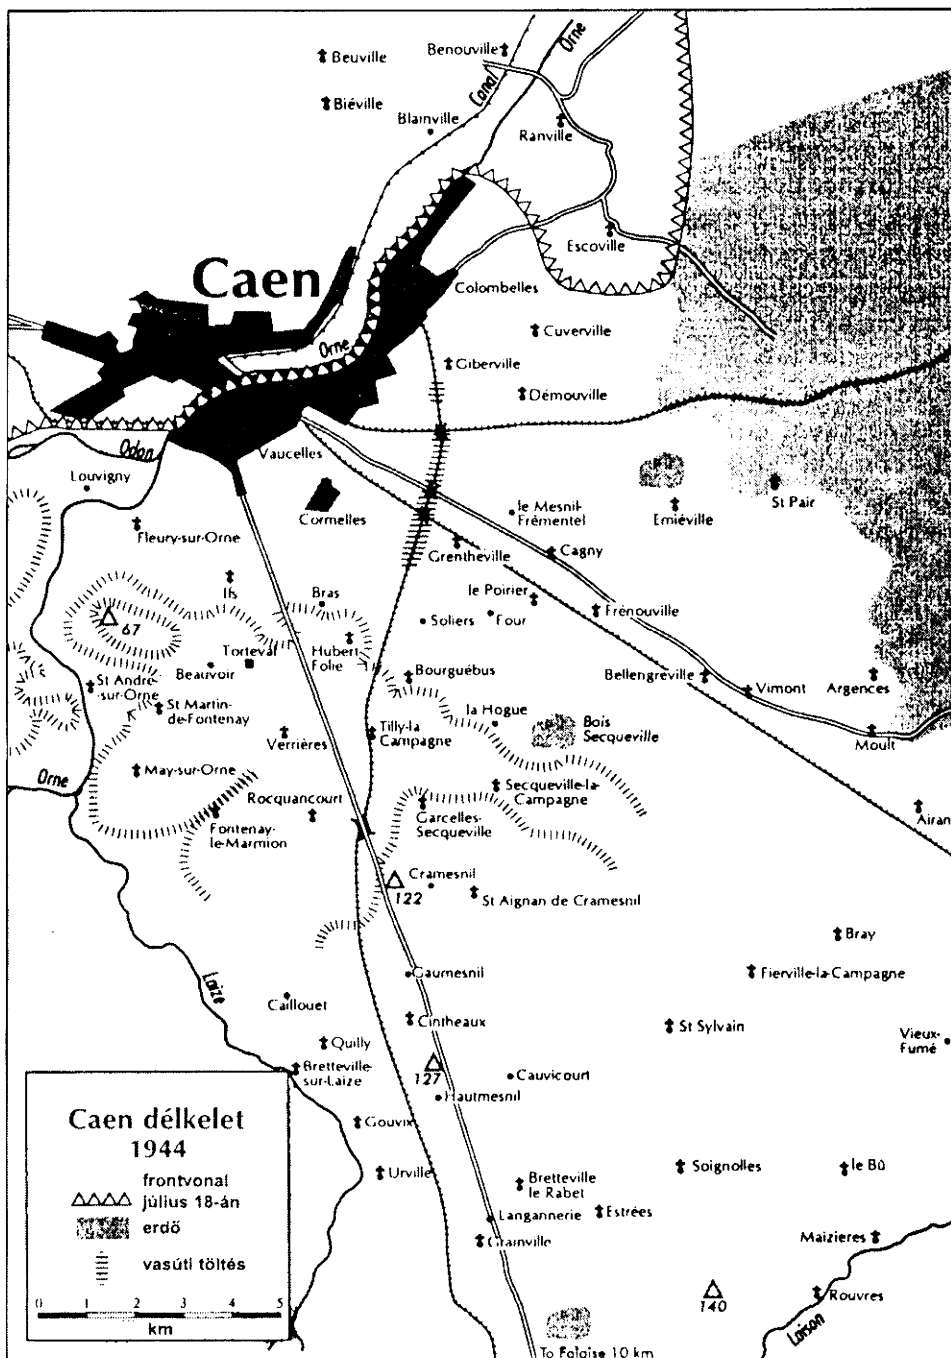 Beuville
Benouville
Orne
Canal
Biéville
Blainville
Ranville
Escoville
Caen
Colombelles
Cuverville
Orne
Giberville
Démouville
Odon
Vaucelles
Louvigny
Cormelles
le Mesnil-
Frémentel
Emiéville
St Pair
Fleury-sur-Orne
Grentheville
Cagny
Ifs
Bras
le Poirier
Frénouville
67
Soliers
Four
Torteval
Hubert
Folie
Beauvoir
Bourguébus
Bellengreville
Vimont
Argences
St André
-sur-Orne
St Martin-
de-Fontenay
la Hogue
Bois
Secqueville
Verrières
Tilly-la
Campagne
Moult
Orne
May-sur-Orne
Rocquancourt
Secqueville-la-
Campagne
Garcelles-
Secqueville
Airan
Fontenay-
le-Marmion
Cramesnil
122
St Aignan de Cramesnil
Bray
Laize
Gaumesnil
Fierville-la-Campagne
Caillouet
Cintheaux
St Sylvain
Vieux-
Fumé
Quilly
Bretteville
-sur-Laize
127
Cauvicourt
Hautmesnil
Gouvix
Urville
Bretteville
le Rabet
Soignolles
le Bû
Langannerie
Estrées
Grainville
Maizieres
140
Rouvres
Laison
To Falaise 10 km
Caen délkelet
1944
frontvonal
július 18-án
erdő
vasúti töltés
0 1 2 3 4 5
km